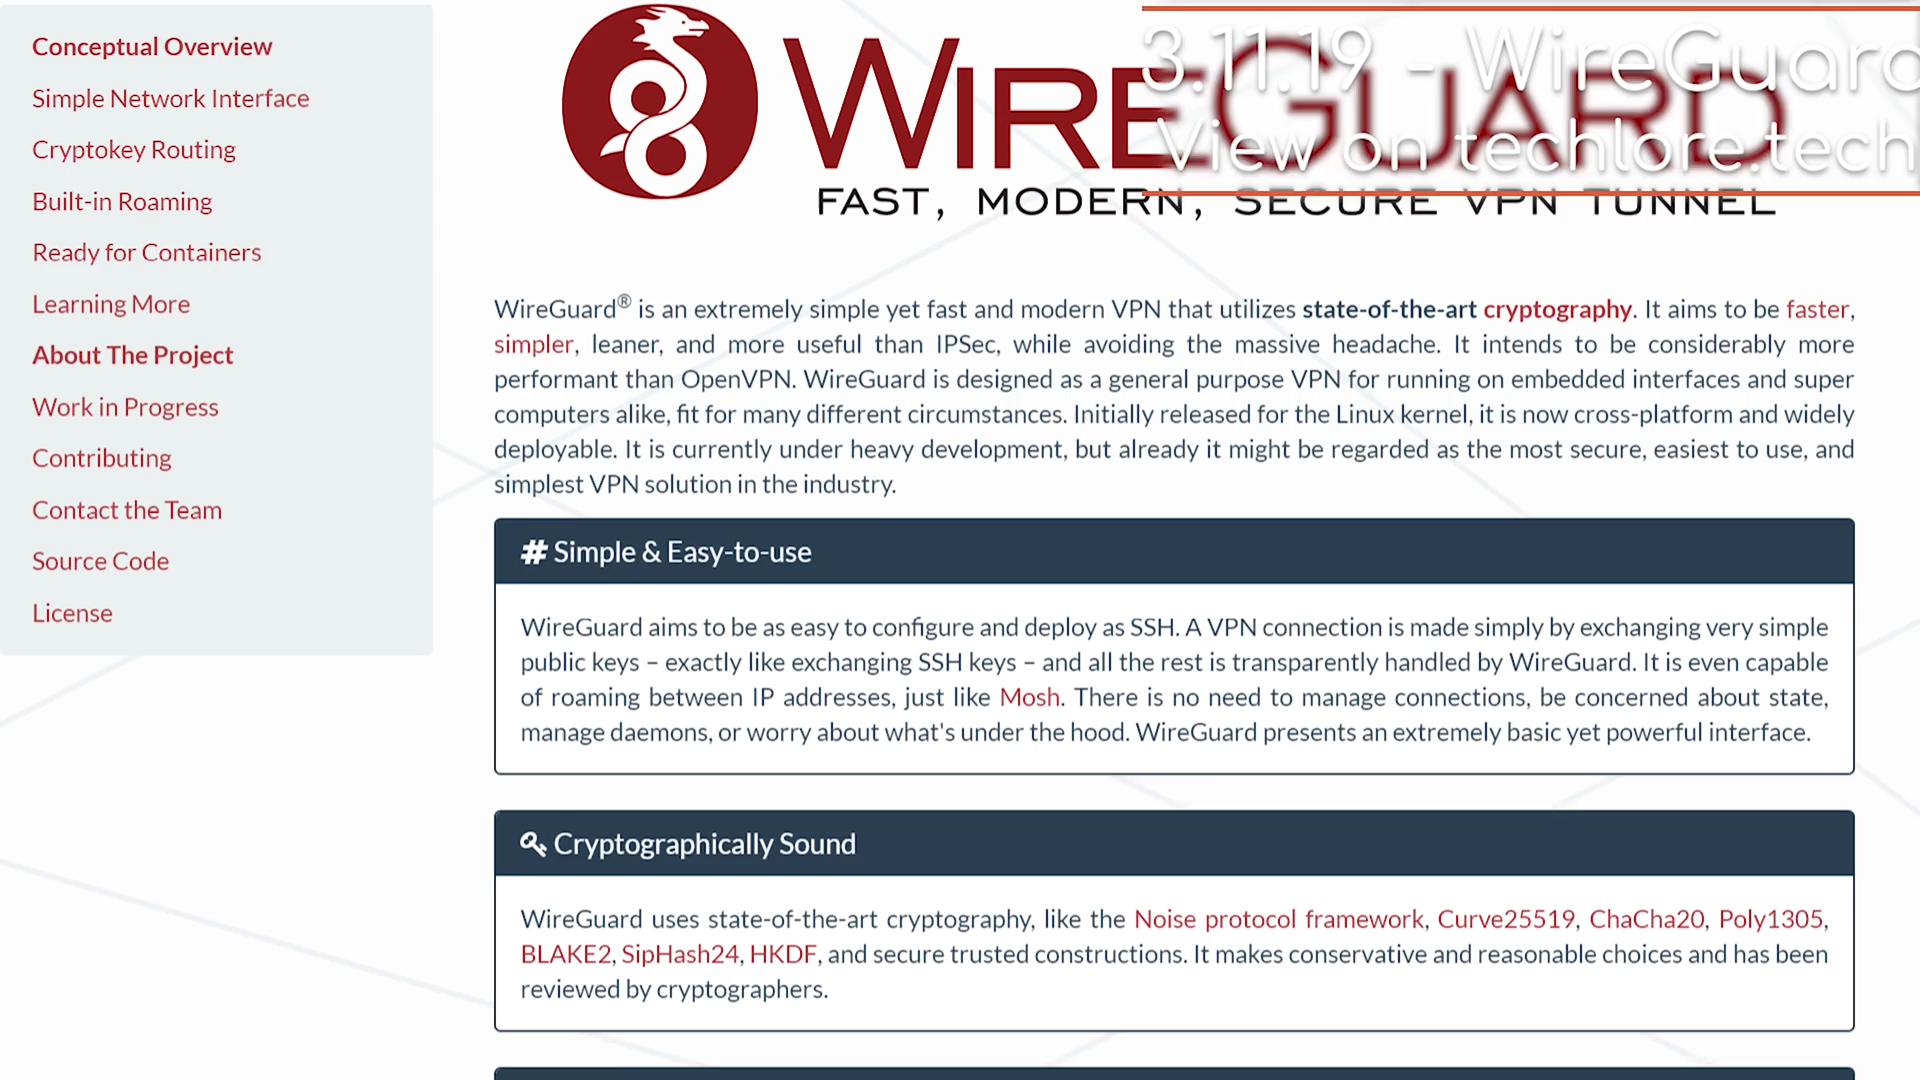 Conceptual Overview
Simple Network Interface
Cryptokey Routing
Built-in Roaming
Ready for Containers
Learning More
About The Project
Work in Progress
Contributing
Contact the Team
Source Code
License
WIREGUARD
FAST, MODERN, SECURE VPN TUNNEL
3.11.19 - WireGuard
View on techlore.tech
WireGuard® is an extremely simple yet fast and modern VPN that utilizes state-of-the-art cryptography. It aims to be faster,
simpler, leaner, and more useful than IPSec, while avoiding the massive headache. It intends to be considerably more
performant than OpenVPN. WireGuard is designed as a general purpose VPN for running on embedded interfaces and super
computers alike, fit for many different circumstances. Initially released for the Linux kernel, it is now cross-platform and widely
deployable. It is currently under heavy development, but already it might be regarded as the most secure, easiest to use, and
simplest VPN solution in the industry.
# Simple & Easy-to-use
WireGuard aims to be as easy to configure and deploy as SSH. A VPN connection is made simply by exchanging very simple
public keys – exactly like exchanging SSH keys – and all the rest is transparently handled by WireGuard. It is even capable
of roaming between IP addresses, just like Mosh. There is no need to manage connections, be concerned about state,
manage daemons, or worry about what's under the hood. WireGuard presents an extremely basic yet powerful interface.
Cryptographically Sound
WireGuard uses state-of-the-art cryptography, like the Noise protocol framework, Curve25519, ChaCha20, Poly1305,
BLAKE2, SipHash24, HKDF, and secure trusted constructions. It makes conservative and reasonable choices and has been
reviewed by cryptographers.